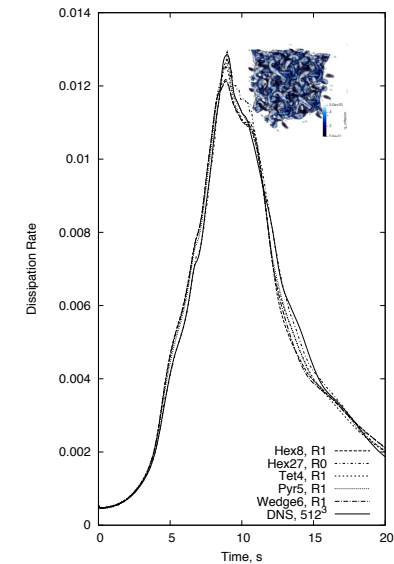 0.014
0.012
0.01
0.008
0.006
0.004
0.002
0
Dissipation Rate
Hex8, R1
Hex27, R0
Tet4, R1
Pyr5, R1
Wedge6, R1
DNS, 512³
0 5 10 15 20
Time, s